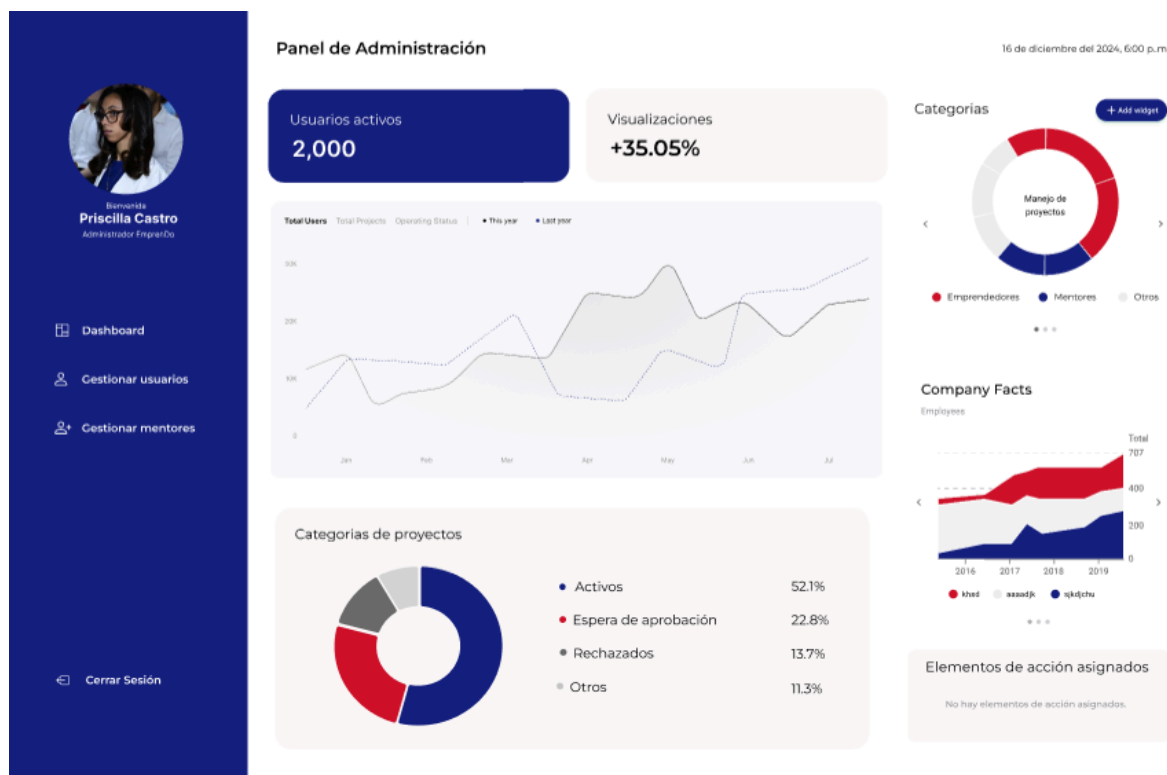 Bienvenida
Priscilla Castro
Administrador EmprenDo
Dashboard
Gestionar usuarios
Gestionar mentores
Cerrar Sesión
Panel de Administración
16 de diciembre del 2024, 6:00 p.m
Usuarios activos
2,000
Visualizaciones
+35.05%
Total Users Total Projects Operating Status This year Last year
30K
20K
10K
0
Jan Feb Mar Apr May Jun Jul
Categorias de proyecto
Activos 52.1%
Espera de aprobación 22.8%
Rechazados 13.7%
Otros 11.3%
Categorias
+ Add widget
Manejo de
proyectos
Emprendedores Mentores Otros
Company Facts
Employees
Total
707
400
200
0
2016 2017 2018 2019
sjkdjchu
Elementos de acción asignados
No hay elementos de acción asignados.